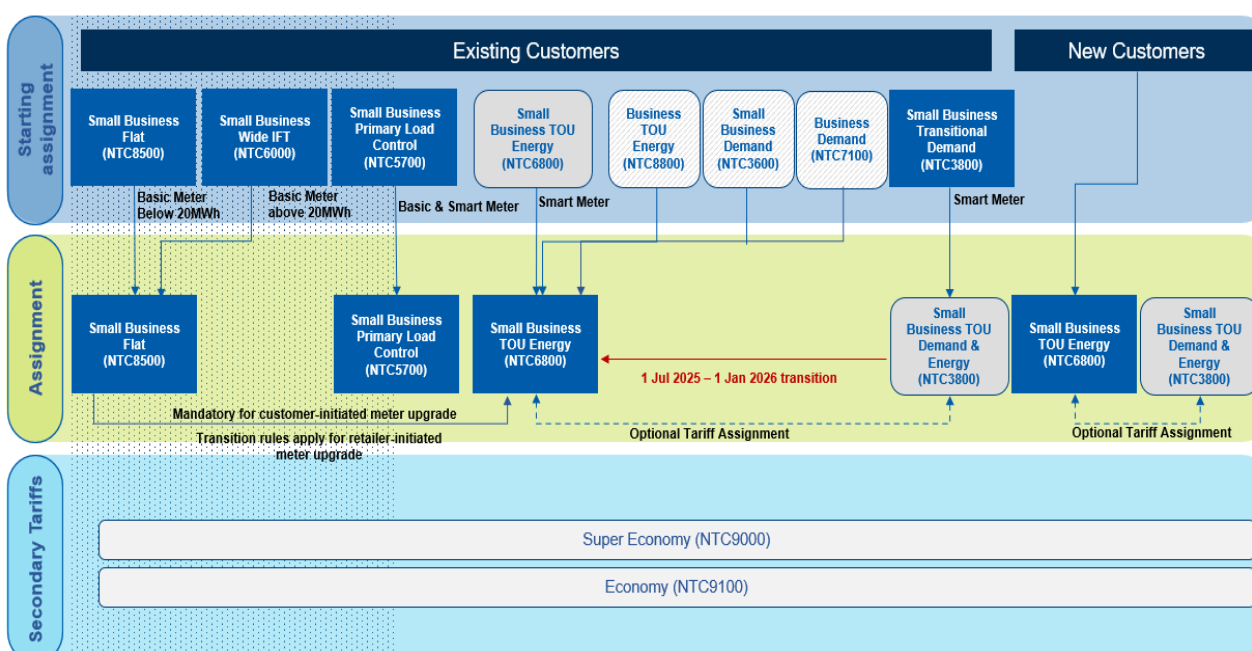 Starting
assignment
Existing Customers
New Customers
Small Business
Flat
(NTC8500)
Small Business
Wide IFT
(NTC6000)
Small Business
Primary Load
Control
(NTC5700)
Small
Business TOU
Energy
(NTC6800)
Business
TOU
Energy
(NTC8800)
Small
Business
Demand
(NTC3600)
Business
Demand
(NTC7100)
Small Business
Transitional
Demand
(NTC3800)
Basic Meter
Below 20MWh
Basic Meter
above 20MWh
Basic & Smart Meter
Smart Meter
Smart Meter
Assignment
Small Business
Flat
(NTC8500)
Small Business
Primary Load
Control
(NTC5700)
Small Business
TOU Energy
(NTC6800)
1 Jul 2025 – 1 Jan 2026 transition
Small
Business TOU
Demand &
Energy
(NTC3800)
Small Business
TOU Energy
(NTC6800)
Small
Business TOU
Demand &
Energy
(NTC3800)
Mandatory for customer-initiated meter upgrade
Transition rules apply for retailer-initiated
meter upgrade
Optional Tariff Assignment
Optional Tariff Assignment
Secondary Tariffs
Super Economy (NTC9000)
Economy (NTC9100)